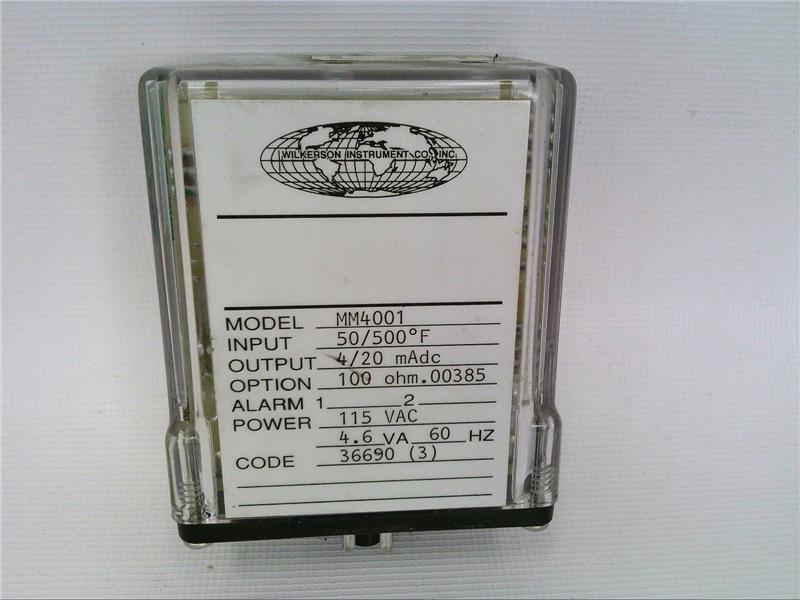 WILKERSON INSTRUMENT CO., INC.
MODEL MM4001
INPUT 50/500°F
OUTPUT 4/20 mAdc
OPTION 100 ohm.00385
ALARM 1 2
POWER 115 VAC
4.6 VA 60 HZ
CODE 36690 (3)